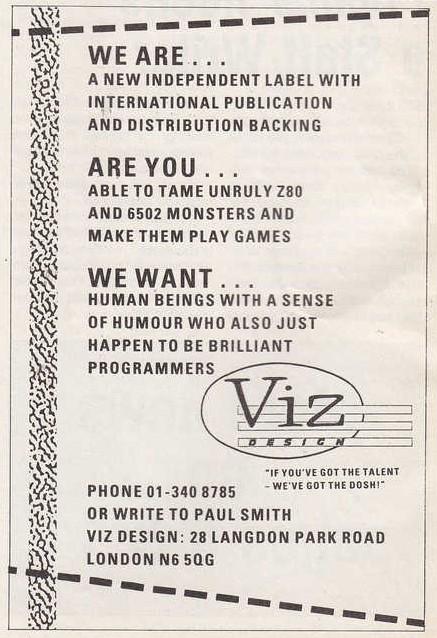 WE ARE...
A NEW INDEPENDENT LABEL WITH
INTERNATIONAL PUBLICATION
AND DISTRIBUTION BACKING
ARE YOU...
ABLE TO TAME UNRULY Z80
AND 6502 MONSTERS AND
MAKE THEM PLAY GAMES
WE WANT...
HUMAN BEINGS WITH A SENSE
OF HUMOUR WHO ALSO JUST
HAPPEN TO BE BRILLIANT
PROGRAMMERS
Viz
DESIGN
"IF YOU'VE GOT THE TALENT
– WE'VE GOT THE DOSH!"
PHONE 01-340 8785
OR WRITE TO PAUL SMITH
VIZ DESIGN: 28 LANGDON PARK ROAD
LONDON N6 5QG